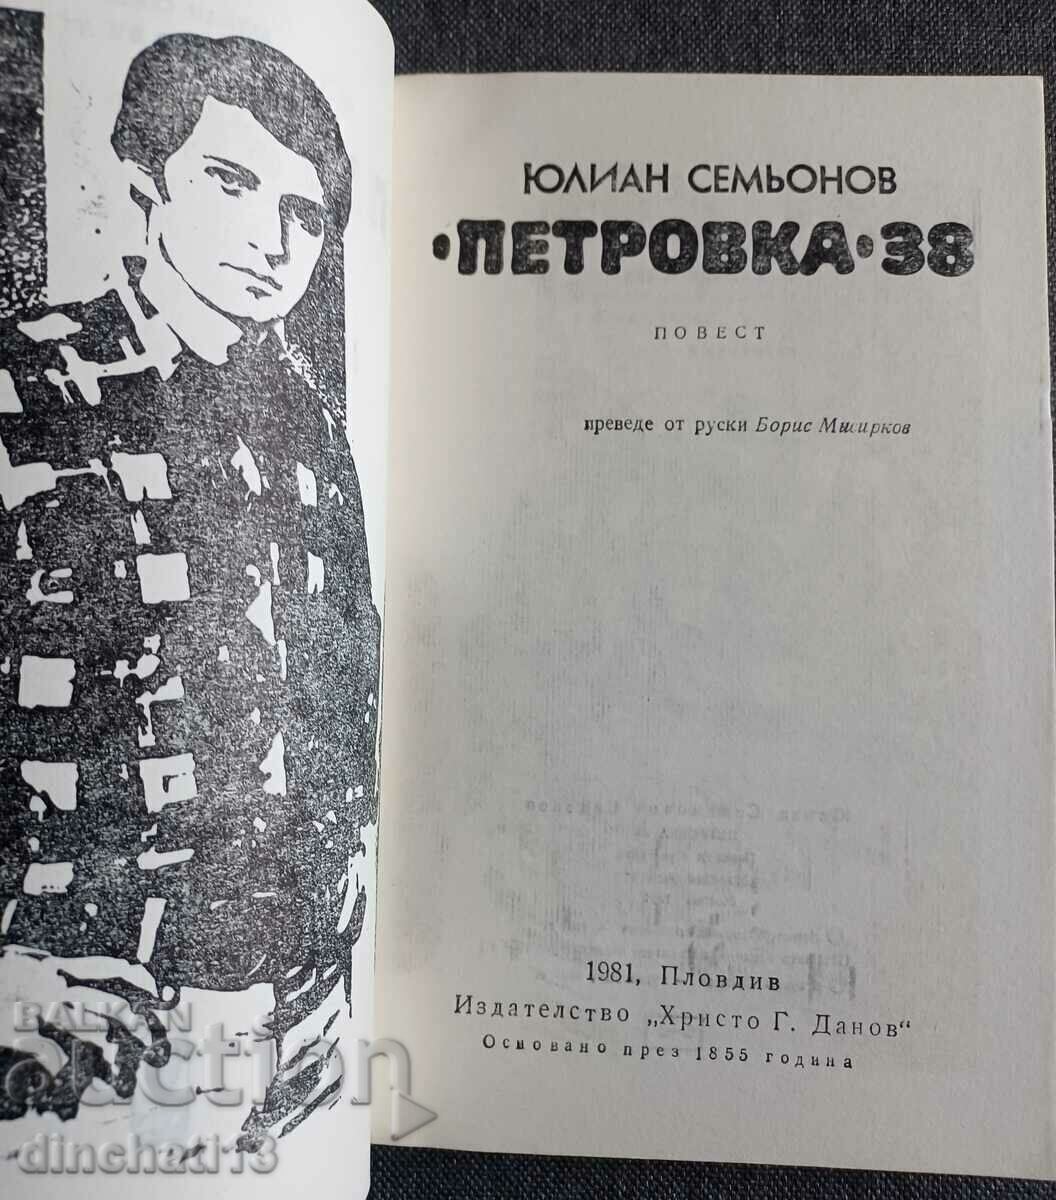 ЮЛИАН СЕМЬОНОВ
•ПЕТРОВКА•38
ПОВЕСТ
преведе от руски Борис Мисирков
1981, Пловдив
Издателство „Христо Г. Данов“
Основано през 1855 година
BALKAN
auction
dinchati13